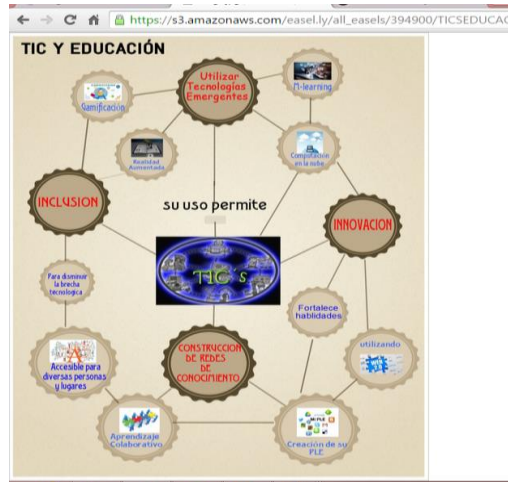 https://s3.amazonaws.com/easel.ly/all_easels/394900/TICSEDUCAC
TIC Y EDUCACIÓN
Utilizar
Tecnologías
Emergentes
M-learning
Gamificación
Realidad
Aumentada
Computación
en la nube
INCLUSION
su uso permite
INNOVACION
TIC´s
Para disminuir
la brecha
tecnologica
Fortalece
habilidades
CONSTRUCCION
DE REDES
DE
CONOCIMIENTO
utilizando
Accesible para
diversas personas
y lugares
Aprendizaje
Colaborativo
Mi PLE
Creación de su
PLE